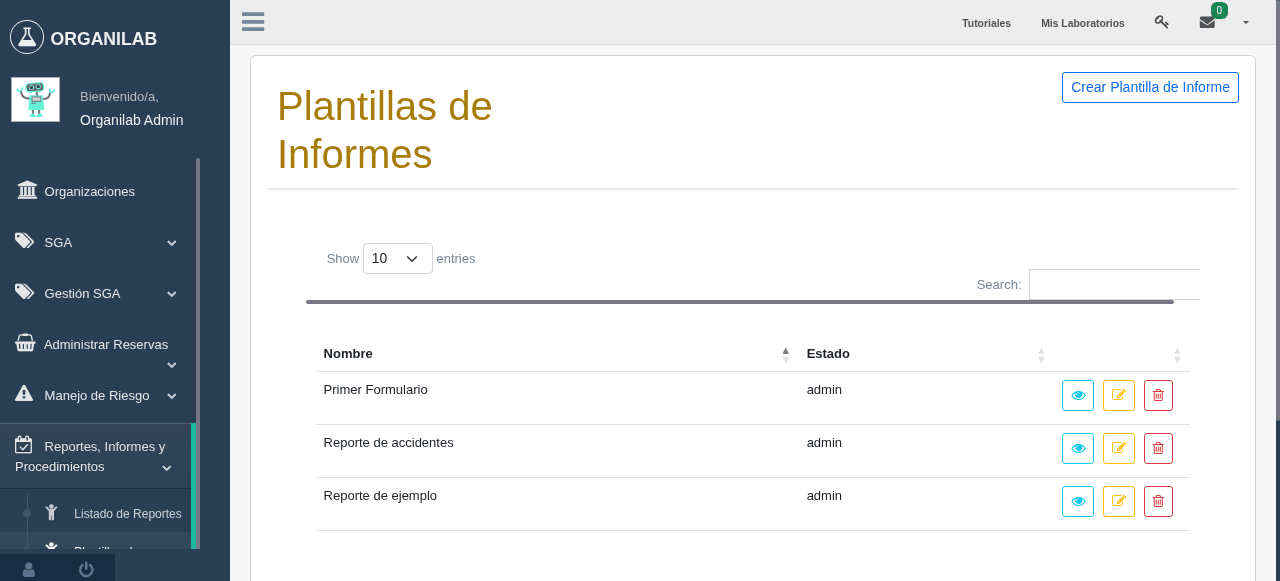 ORGANILAB
Bienvenido/a,
Organilab Admin
Organizaciones
SGA
Gestión SGA
Administrar Reservas
Manejo de Riesgo
Reportes, Informes y
Procedimientos
Listado de Reportes
Tutoriales
Mis Laboratorios
0
Plantillas de
Informes
Crear Plantilla de Informe
Show 10 entries
Search:
Nombre Estado
Primer Formulario admin
Reporte de accidentes admin
Reporte de ejemplo admin